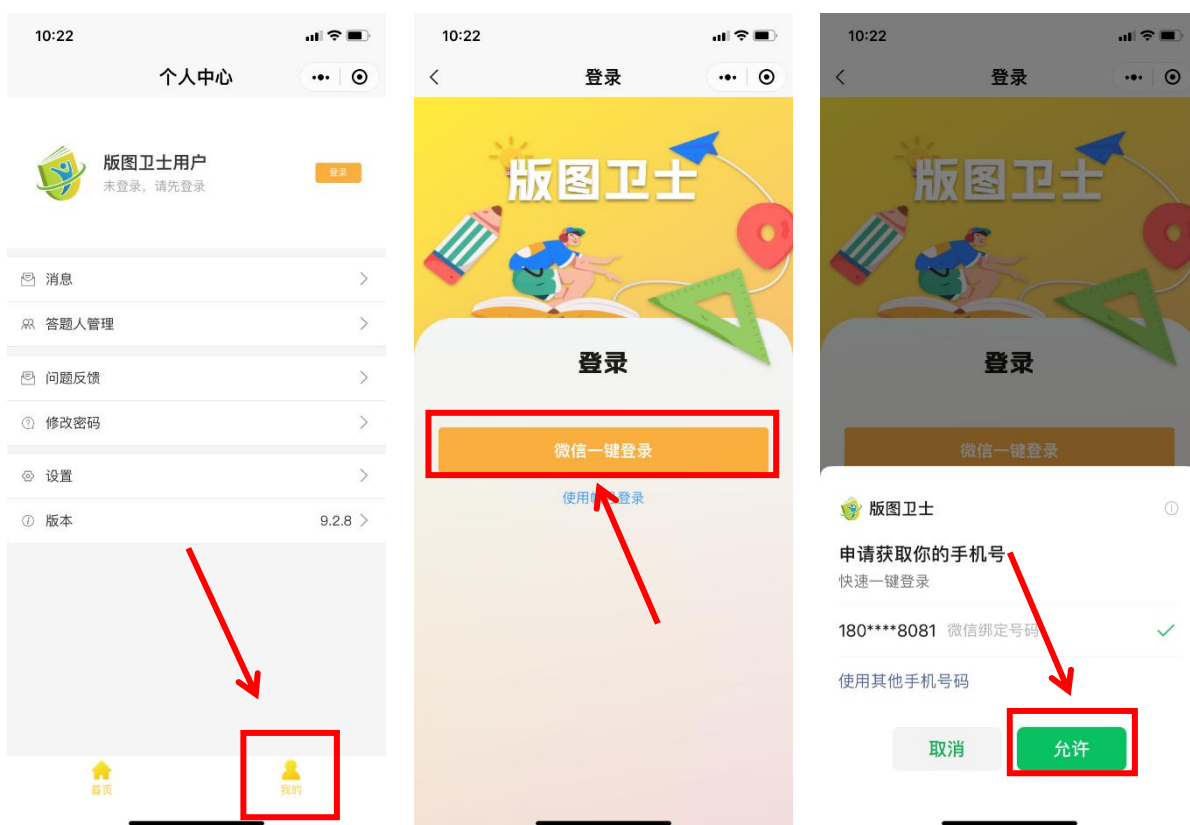 10:22
个人中心
版图卫士用户
未登录，请先登录
登录
消息
答题人管理
问题反馈
修改密码
设置
版本
9.2.8
首页
我的
10:22
登录
版图卫士
登录
微信一键登录
使用
登录
10:22
登录
版图卫士
登录
微信一键登录
版图卫士
申请获取你的手机号
快速一键登录
180****8081 微信绑定号码
使用其他手机号码
取消
允许